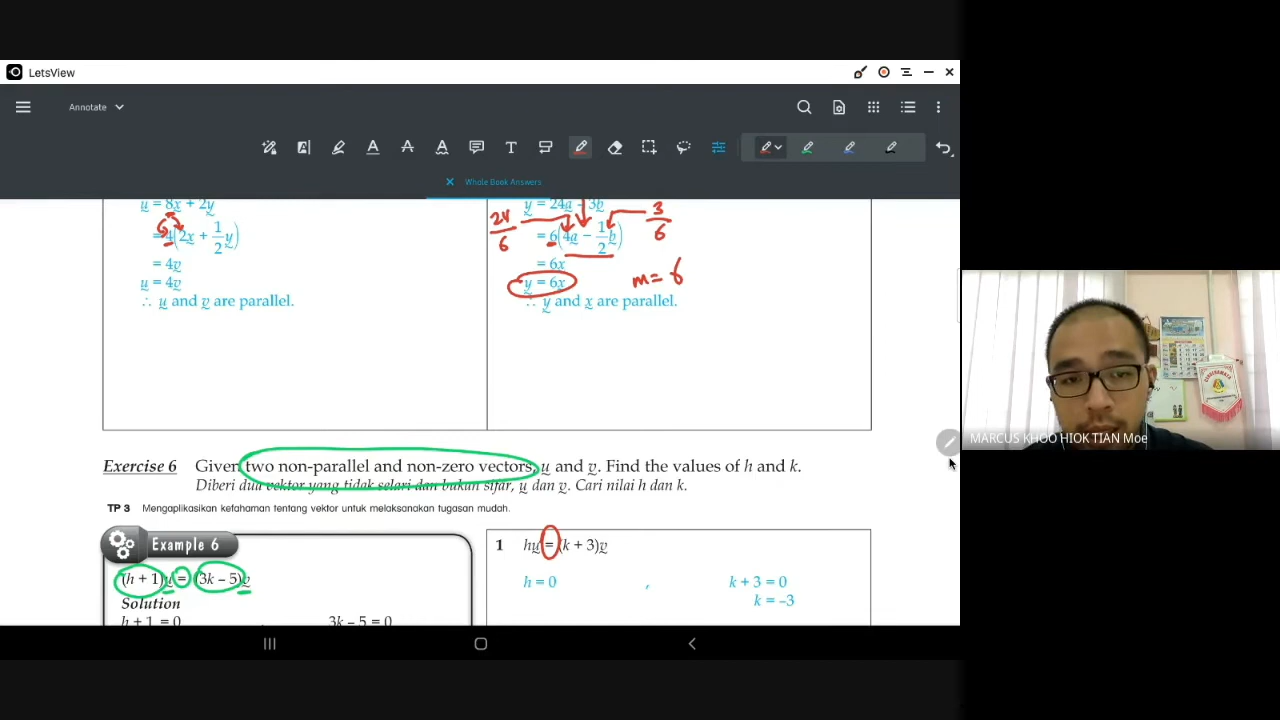 LetsView
Annotate
Whole Book Answers
u = 8x + 2y
= 4(2x + 1/2 y)
= 4v
u = 4v
∴ u and v are parallel.
y = 24a - 3b
24/6
3/6
= 6(4a − 1/2 b)
= 6x
m = 6
y = 6x
∴ y and x are parallel.
Exercise 6 Given two non-parallel and non-zero vectors, u and v. Find the values of h and k.
Diberi dua vektor yang tidak selari dan bukan sifar, u dan v. Cari nilai h dan k.
TP 3 Mengaplikasikan kefahaman tentang vektor untuk melaksanakan tugasan mudah.
Example 6
(h + 1)u = (3k – 5)v
Solution
h + 1 = 0 , 3k – 5 = 0
1 hu = (k + 3)v
h = 0 , k + 3 = 0
k = –3
MARCUS KHOO HIOK TIAN Moe